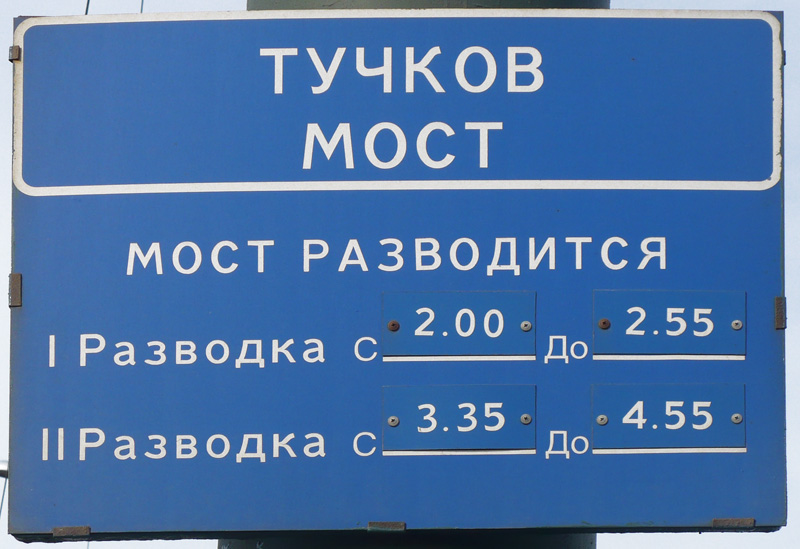 ТУЧКОВ
МОСТ
МОСТ РАЗВОДИТСЯ
I Разводка С 2.00 До 2.55
II Разводка С 3.35 До 4.55